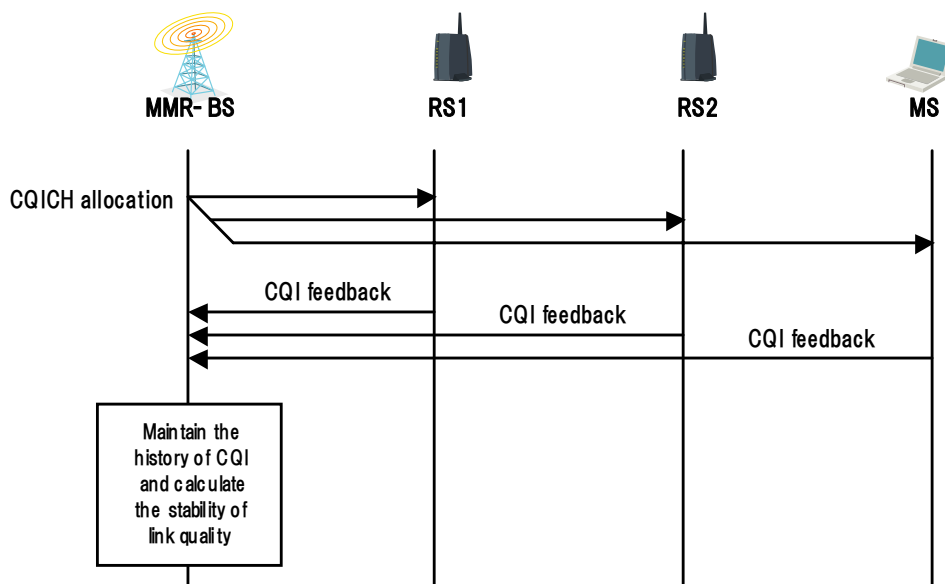 MMR-BS
RS1
RS2
MS
CQICH allocation
CQI feedback
CQI feedback
CQI feedback
Maintain the
history of CQI
and calculate
the stability of
link quality